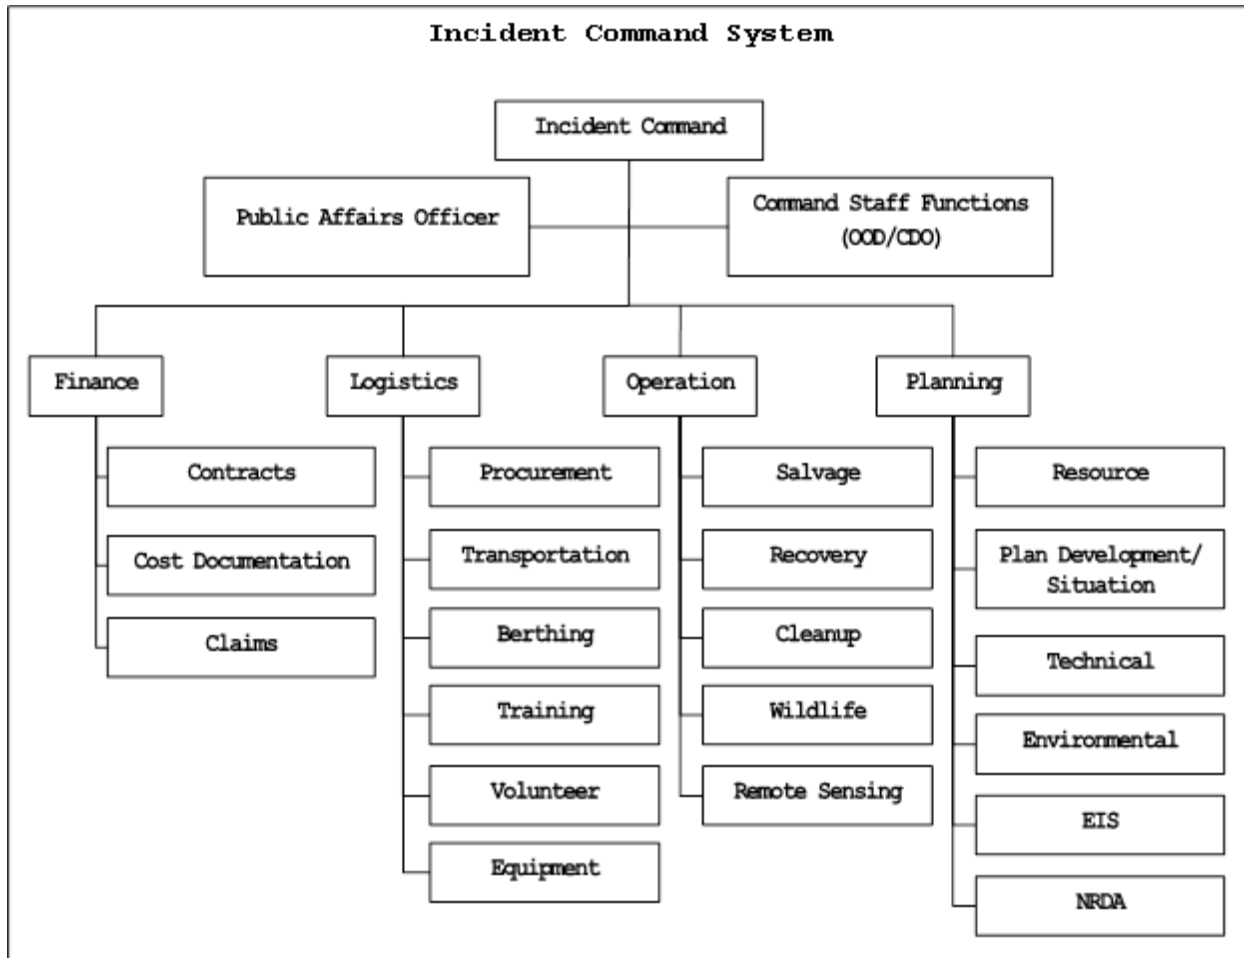 Incident Command System
Incident Command
Public Affairs Officer
Command Staff Functions
(OOD/CDO)
Finance
Logistics
Operation
Planning
Contracts
Procurement
Salvage
Resource
Cost Documentation
Transportation
Recovery
Plan Development/
Situation
Claims
Berthing
Cleanup
Technical
Training
Wildlife
Environmental
Volunteer
Remote Sensing
EIS
Equipment
NRDA